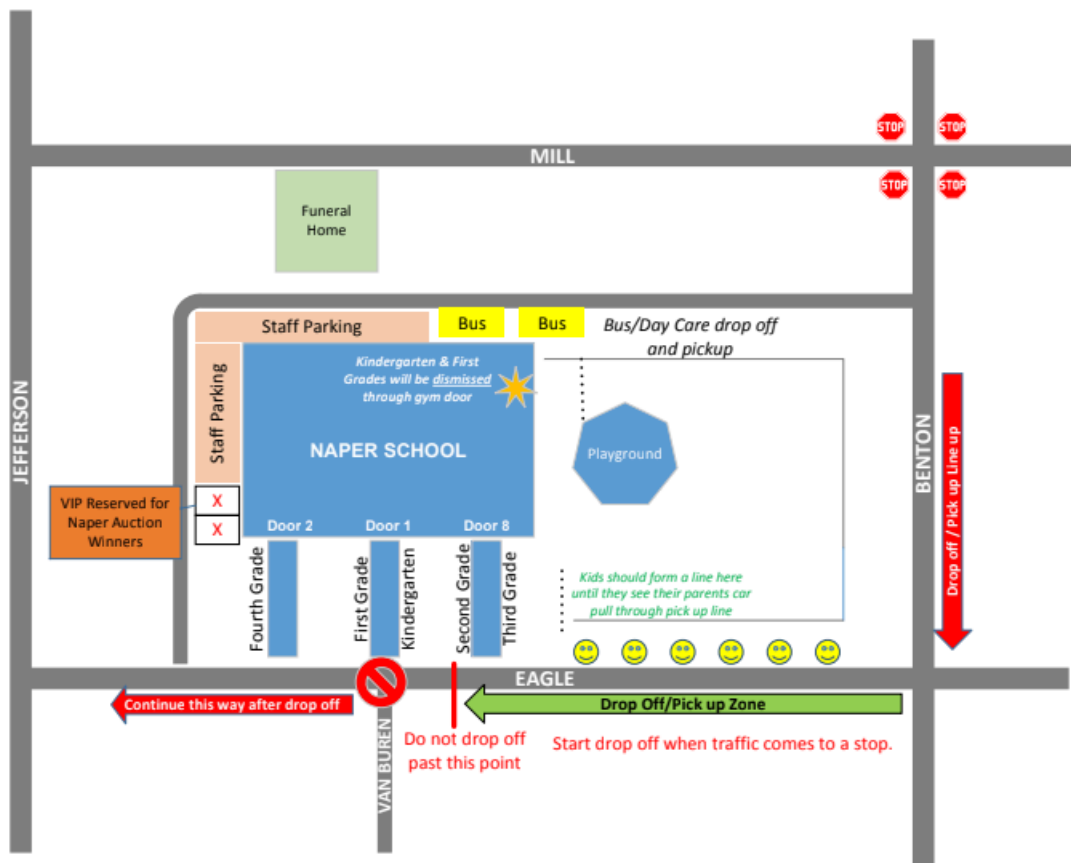 STOP
STOP
MILL
STOP
STOP
Funeral
Home
Staff Parking
Bus
Bus
Bus/Day Care drop off
and pickup
Kindergarten & First
Grades will be dismissed
through gym door
Staff Parking
NAPER SCHOOL
Playground
JEFFERSON
BENTON
Drop off / Pick up Line up
VIP Reserved for
Naper Auction
Winners
X
X
Door 2
Door 1
Door 8
Fourth Grade
First Grade
Kindergarten
Second Grade
Third Grade
Kids should form a line here
until they see their parents car
pull through pick up line
EAGLE
Continue this way after drop off
Drop Off/Pick up Zone
VAN BUREN
Do not drop off
past this point
Start drop off when traffic comes to a stop.